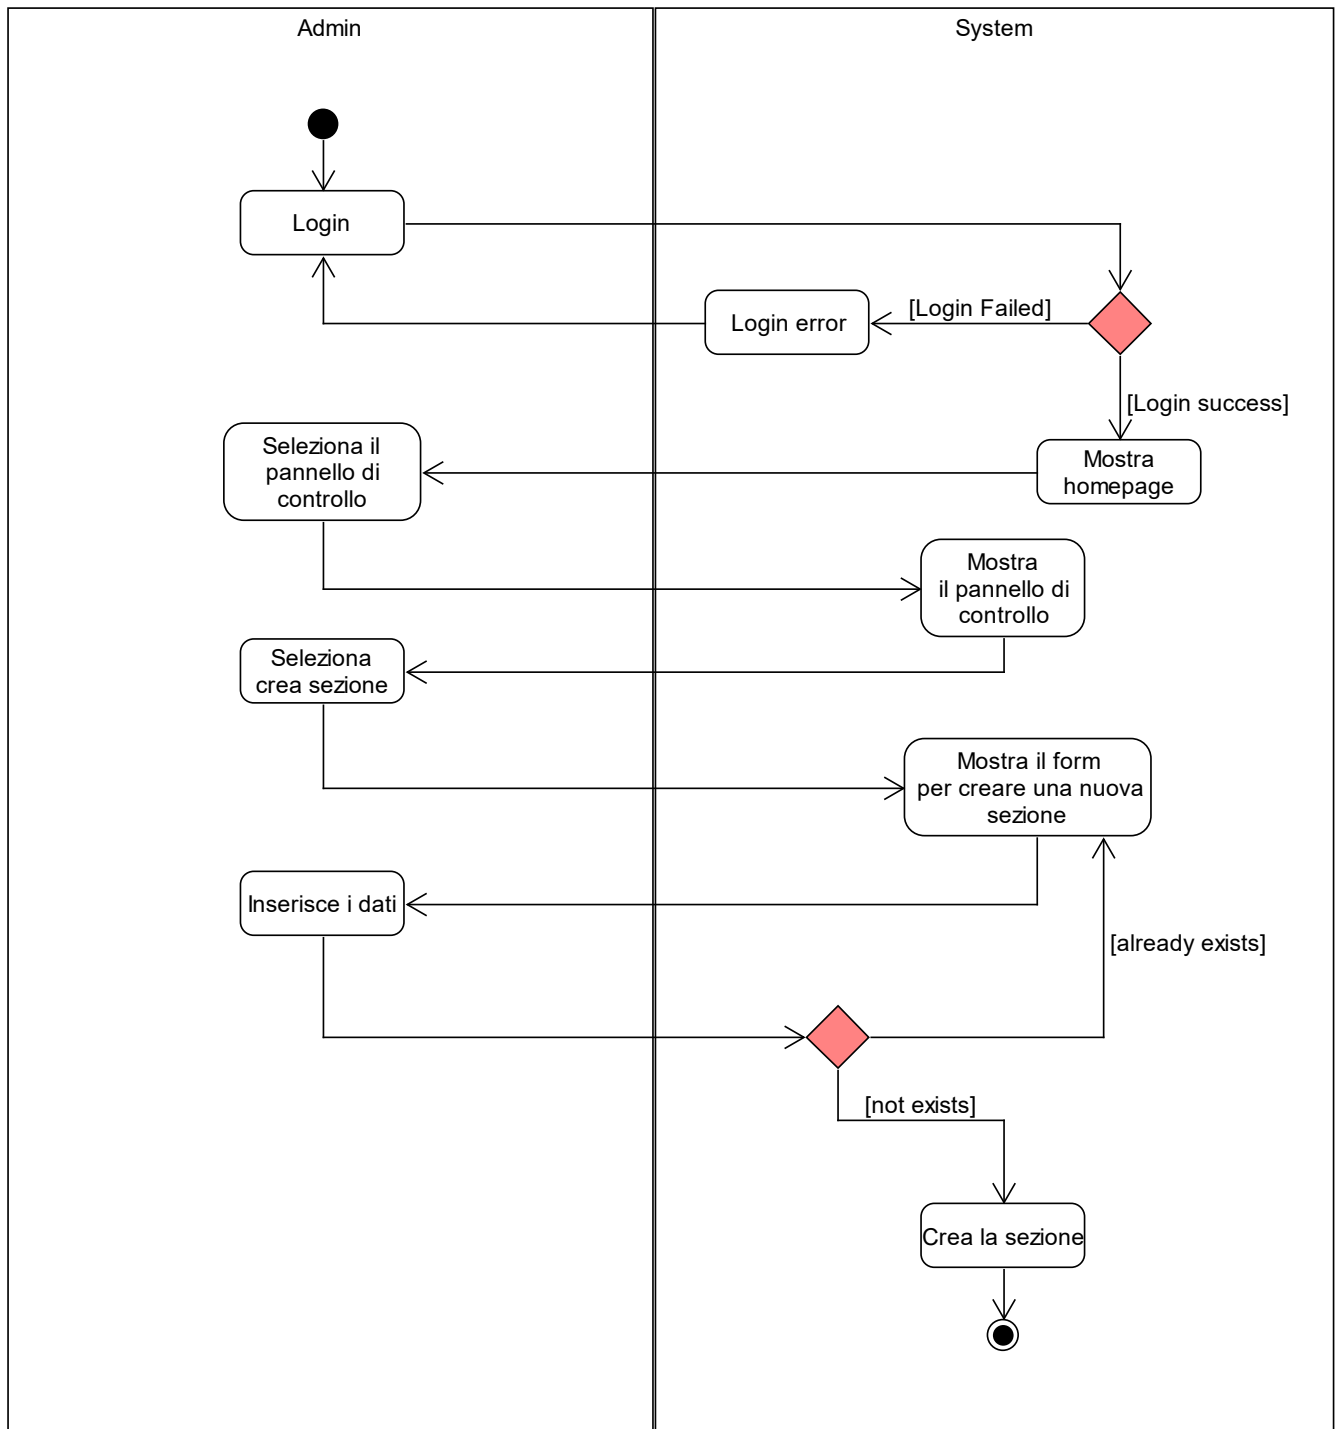 Admin
System
Login
Login error
[Login Failed]
[Login success]
Seleziona il
pannello di
controllo
Mostra
homepage
Mostra
il pannello di
controllo
Seleziona
crea sezione
Mostra il form
per creare una nuova
sezione
Inserisce i dati
[already exists]
[not exists]
Crea la sezione